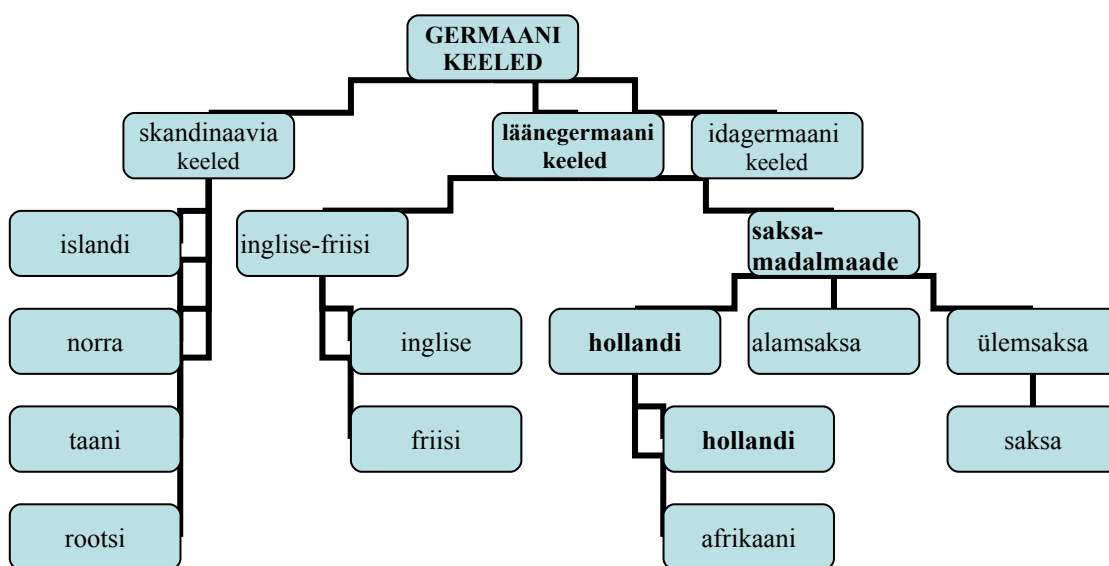 GERMAANI
KEELED
skandinaavia
keeled
läänegermaani
keeled
idagermaani
keeled
islandi
inglise-friisi
saksa-
madalmaade
norra
inglise
hollandi
alamsaksa
ülemsaksa
taani
friisi
hollandi
saksa
rootsi
afrikaani